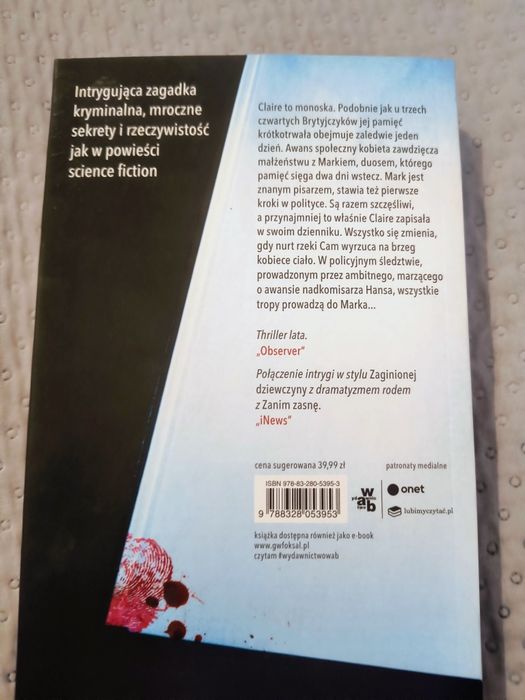 Intrygująca zagadka
kryminalna, mroczne
sekrety i rzeczywistość
jak w powieści
science fiction
Claire to monoska. Podobnie jak u trzech
czwartych Brytyjczyków jej pamięć
krótkotrwała obejmuje zaledwie jeden
dzień. Awans społeczny kobieta zawdzięcza
małżeństwu z Markiem, duosem, którego
pamięć sięga dwa dni wstecz. Mark jest
znanym pisarzem, stawia też pierwsze
kroki w polityce. Są razem szczęśliwi,
a przynajmniej to właśnie Claire zapisała
w swoim dzienniku. Wszystko się zmienia,
gdy nurt rzeki Cam wyrzuca na brzeg
kobiece ciało. W policyjnym śledztwie,
prowadzonym przez ambitnego, marzącego
o awansie nadkomisarza Hansa, wszystkie
tropy prowadzą do Marka...
Thriller lata.
„Observer”
Połączenie intrygi w stylu Zaginionej
dziewczyny z dramatyzmem rodem
z Zanim zasnę.
„iNews”
cena sugerowana 39,99 zł
patronaty medialne
ISBN 978-83-280-5395-3
9 788328 053953
wydawnictwo
w
a
b
onet
lubimyczytać.pl
książka dostępna również jako e-book
www.gwfoksal.pl
czytam #wydawnictwowab